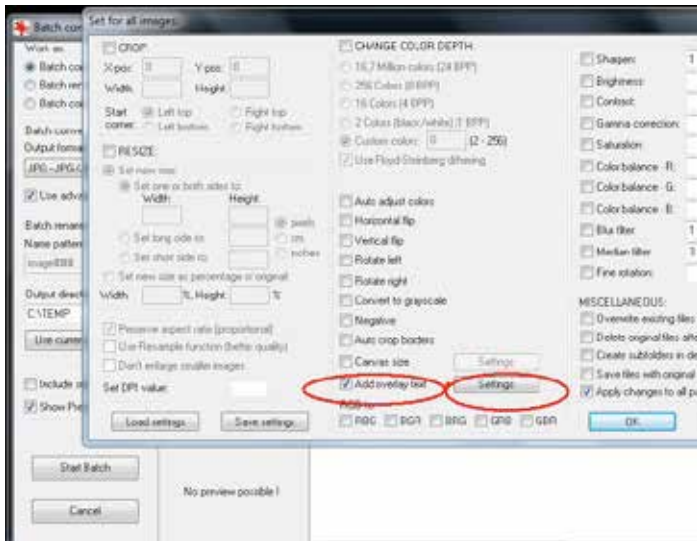 Batch con
Set for all images:
Work as:
Batch co
Batch ren
Batch co
Batch conve
Output forma
JPG - JPG/
Use adva
Batch rename
Name pattern
image###
Output direct
C:\TEMP
Use curre
Include s
Show Pre
Start Batch
Cancel
No preview possible !
CROP
X-pos: 0 Y-pos: 0
Width: Height:
Start corner: Left top Right top
Left bottom Right bottom
RESIZE:
Set new size:
Set one or both sides to:
Width: Height:
pixels
cm
inches
Set long side to:
Set short side to:
Set new size as percentage of original:
Width: %, Height: %
Preserve aspect ratio (proportional)
Use Resample function (better quality)
Don't enlarge smaller images
Set DPI value:
Load settings Save settings
CHANGE COLOR DEPTH:
16,7 Million colors (24 BPP)
256 Colors (8 BPP)
16 Colors (4 BPP)
2 Colors (black/white) (1 BPP)
Custom colors: 0 (2 - 256)
Use Floyd-Steinberg dithering
Auto adjust colors
Horizontal flip
Vertical flip
Rotate left
Rotate right
Convert to grayscale
Negative
Auto crop borders
Canvas size Settings
Add overlay text Settings
RGB to:
RBG BGR BRG GRB GBR
Sharpen: 1
Brightness:
Contrast:
Gamma correction:
Saturation:
Color balance - R:
Color balance - G:
Color balance - B:
Blur filter 1
Median filter
Fine rotation:
MISCELLANEOUS:
Overwrite existing files
Delete original files afte
Create subfolders in de
Save files with original
Apply changes to all pa
OK